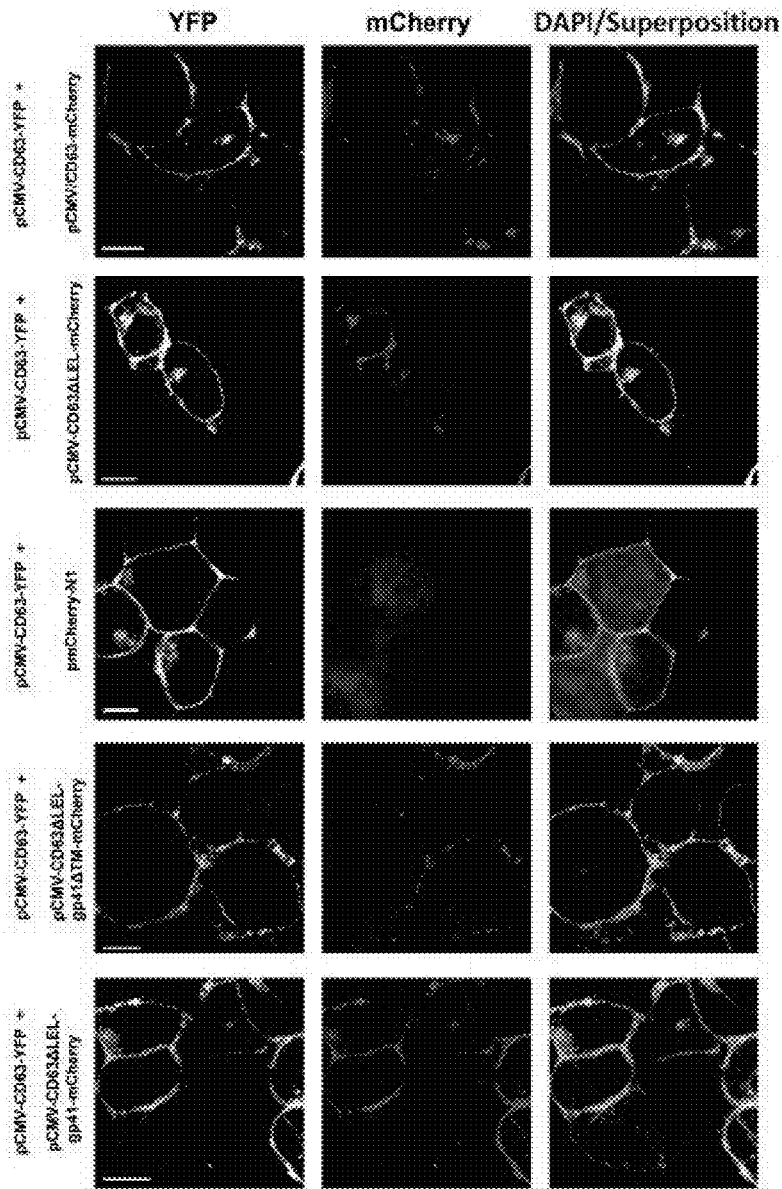 YFP mCherry DAPI/Superposition
pCMV-CD63-YFP +
pCMV/CD63-mCherry
pCMV-CD63-YFP +
pCMV-CD63ΔLEL-mCherry
pCMV-CD63-YFP +
pmCherry-N1
pCMV-CD63-YFP +
pCMV-CD63ΔLEL-
gp41ΔTM-mCherry
pCMV-CD63-YFP +
pCMV-CD63ΔLEL-
gp41-mCherry